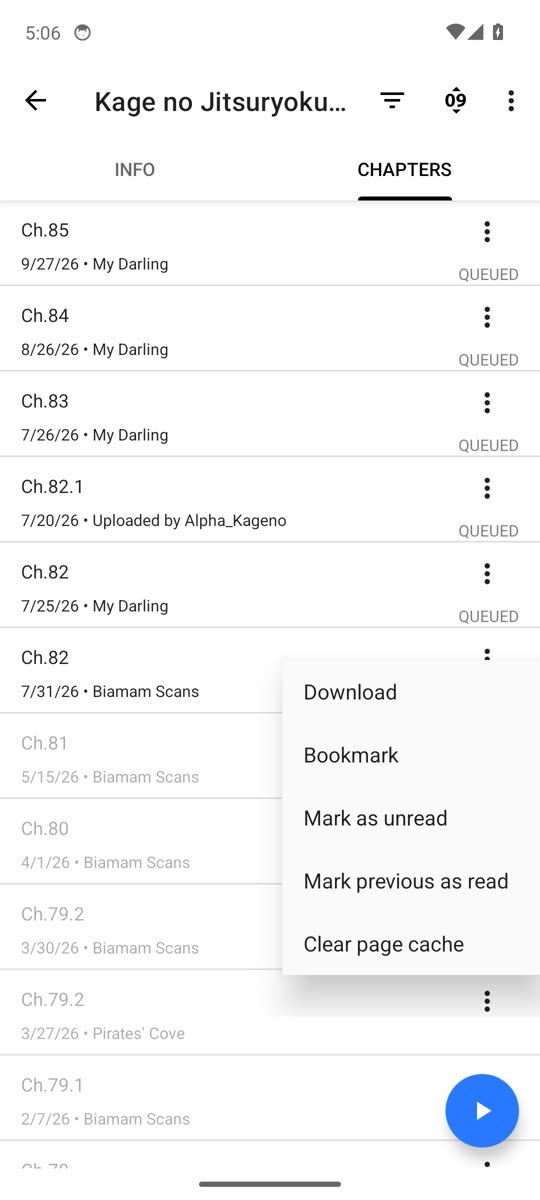 5:06
Kage no Jitsuryoku…
09
INFO
CHAPTERS
Ch.85
9/27/26 • My Darling
QUEUED
Ch.84
8/26/26 • My Darling
QUEUED
Ch.83
7/26/26 • My Darling
QUEUED
Ch.82.1
7/20/26 • Uploaded by Alpha_Kageno
QUEUED
Ch.82
7/25/26 • My Darling
QUEUED
Ch.82
7/31/26 • Biamam Scans
Download
Bookmark
Mark as unread
Mark previous as read
Clear page cache
Ch.81
5/15/26 • Biamam Scans
Ch.80
4/1/26 • Biamam Scans
Ch.79.2
3/30/26 • Biamam Scans
Ch.79.2
3/27/26 • Pirates' Cove
Ch.79.1
2/7/26 • Biamam Scans